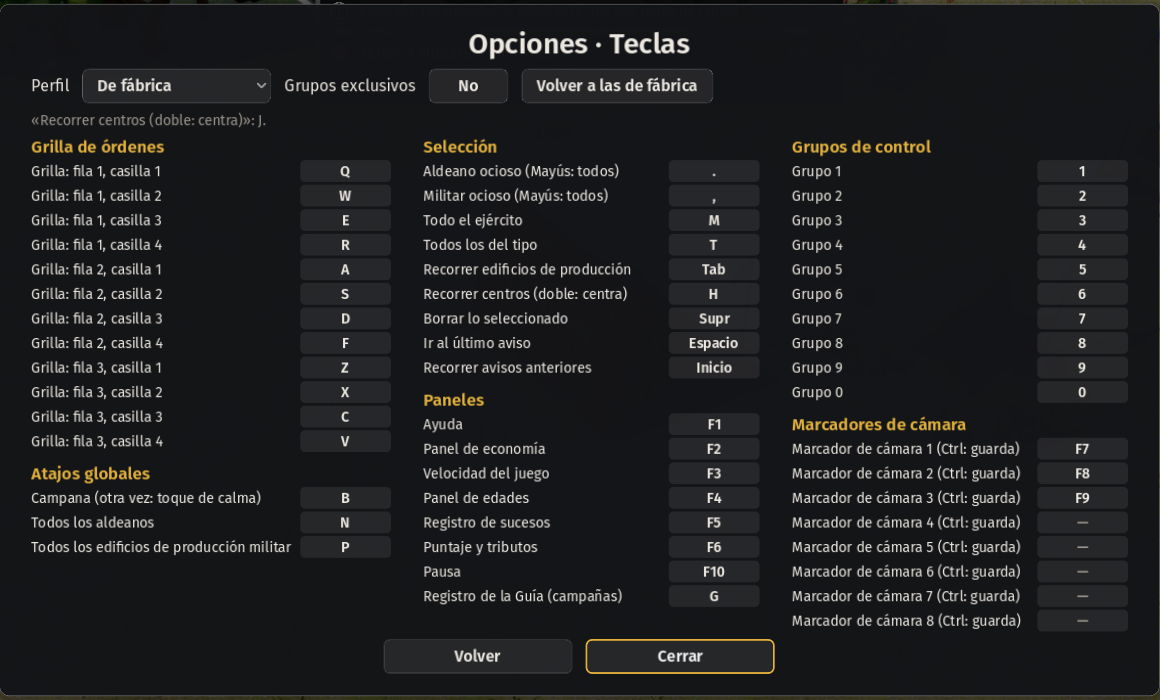 Opciones · Teclas
Perfil De fábrica Grupos exclusivos No Volver a las de fábrica
«Recorrer centros (doble: centra)»: J.
Grilla de órdenes
Grilla: fila 1, casilla 1 Q
Grilla: fila 1, casilla 2 W
Grilla: fila 1, casilla 3 E
Grilla: fila 1, casilla 4 R
Grilla: fila 2, casilla 1 A
Grilla: fila 2, casilla 2 S
Grilla: fila 2, casilla 3 D
Grilla: fila 2, casilla 4 F
Grilla: fila 3, casilla 1 Z
Grilla: fila 3, casilla 2 X
Grilla: fila 3, casilla 3 C
Grilla: fila 3, casilla 4 V
Atajos globales
Campana (otra vez: toque de calma) B
Todos los aldeanos N
Todos los edificios de producción militar P
Selección
Aldeano ocioso (Mayús: todos) .
Militar ocioso (Mayús: todos) ,
Todo el ejército M
Todos los del tipo T
Recorrer edificios de producción Tab
Recorrer centros (doble: centra) H
Borrar lo seleccionado Supr
Ir al último aviso Espacio
Recorrer avisos anteriores Inicio
Paneles
Ayuda F1
Panel de economía F2
Velocidad del juego F3
Panel de edades F4
Registro de sucesos F5
Puntaje y tributos F6
Pausa F10
Registro de la Guía (campañas) G
Grupos de control
Grupo 1 1
Grupo 2 2
Grupo 3 3
Grupo 4 4
Grupo 5 5
Grupo 6 6
Grupo 7 7
Grupo 8 8
Grupo 9 9
Grupo 0 0
Marcadores de cámara
Marcador de cámara 1 (Ctrl: guarda) F7
Marcador de cámara 2 (Ctrl: guarda) F8
Marcador de cámara 3 (Ctrl: guarda) F9
Marcador de cámara 4 (Ctrl: guarda) —
Marcador de cámara 5 (Ctrl: guarda) —
Marcador de cámara 6 (Ctrl: guarda) —
Marcador de cámara 7 (Ctrl: guarda) —
Marcador de cámara 8 (Ctrl: guarda) —
Volver Cerrar